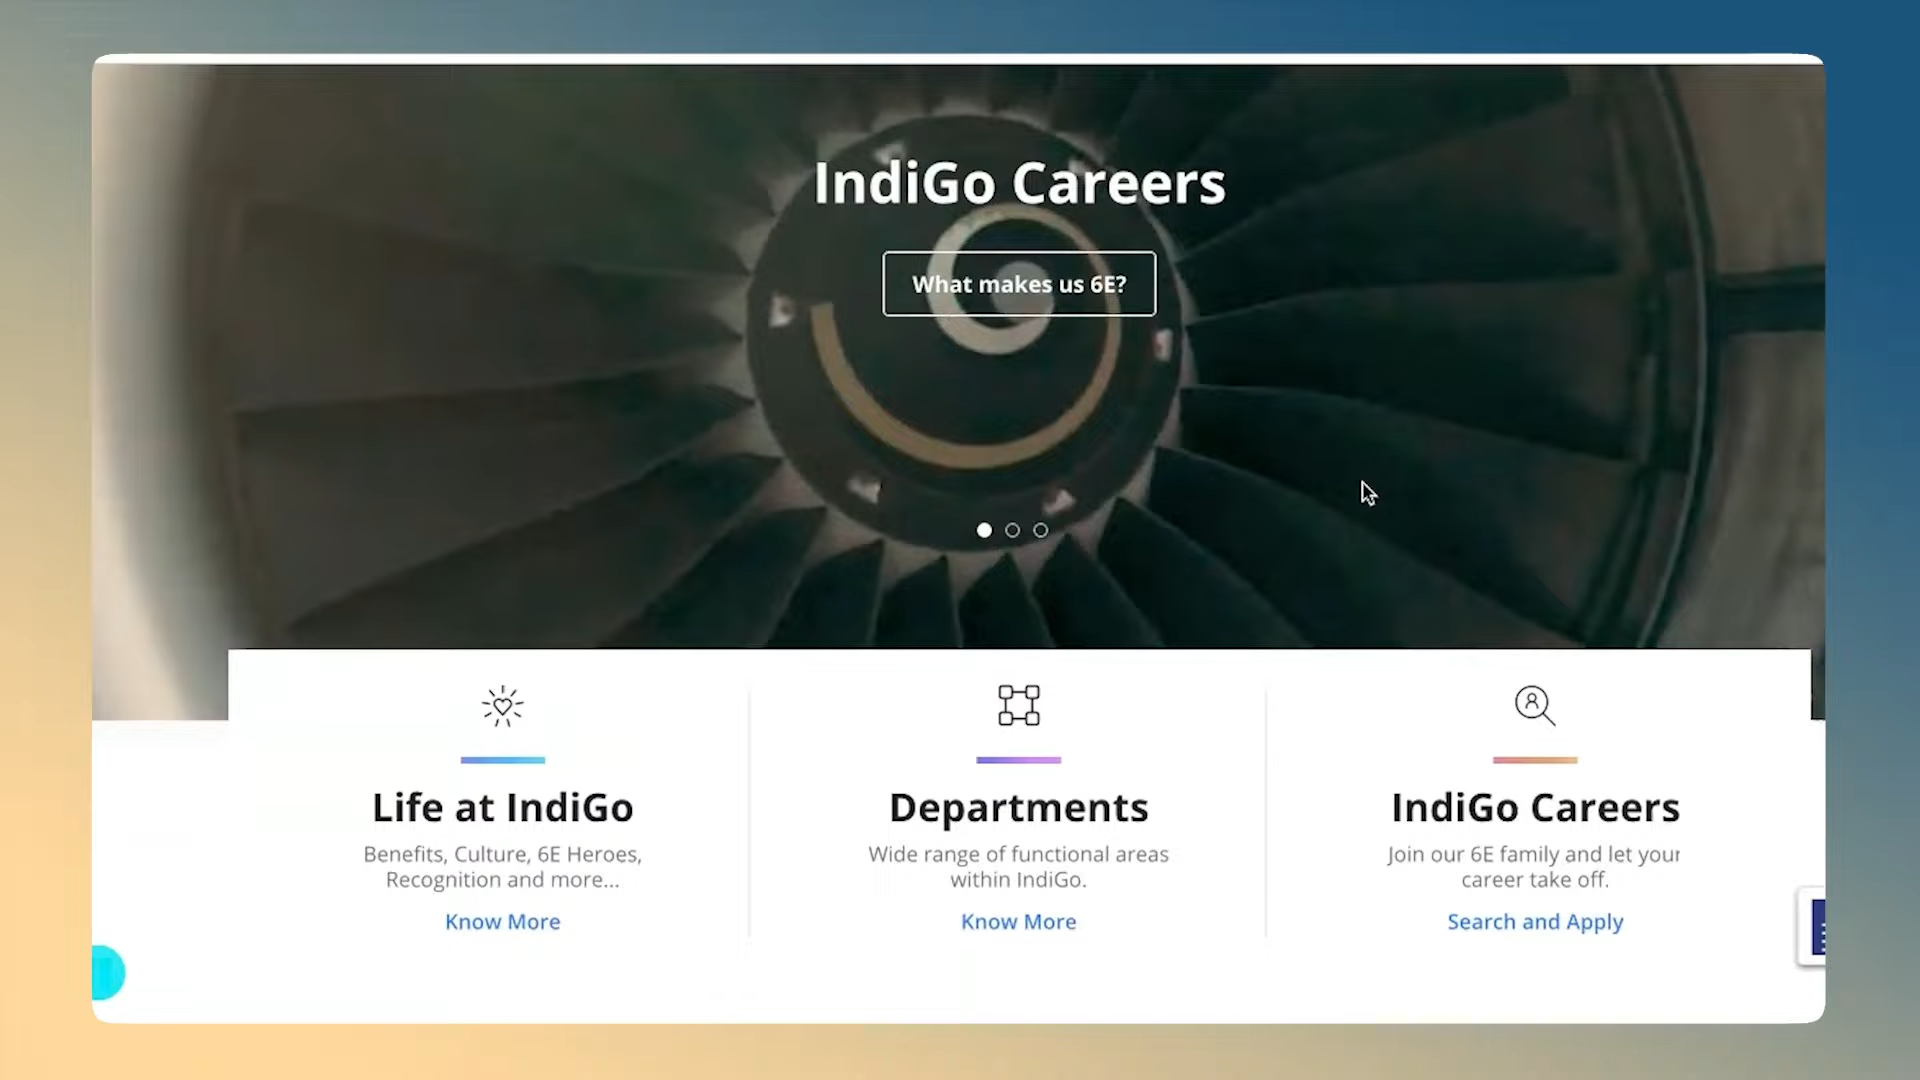 IndiGo Careers
What makes us 6E?
Life at IndiGo
Benefits, Culture, 6E Heroes,
Recognition and more...
Know More
Departments
Wide range of functional areas
within IndiGo.
Know More
IndiGo Careers
Join our 6E family and let your
career take off.
Search and Apply